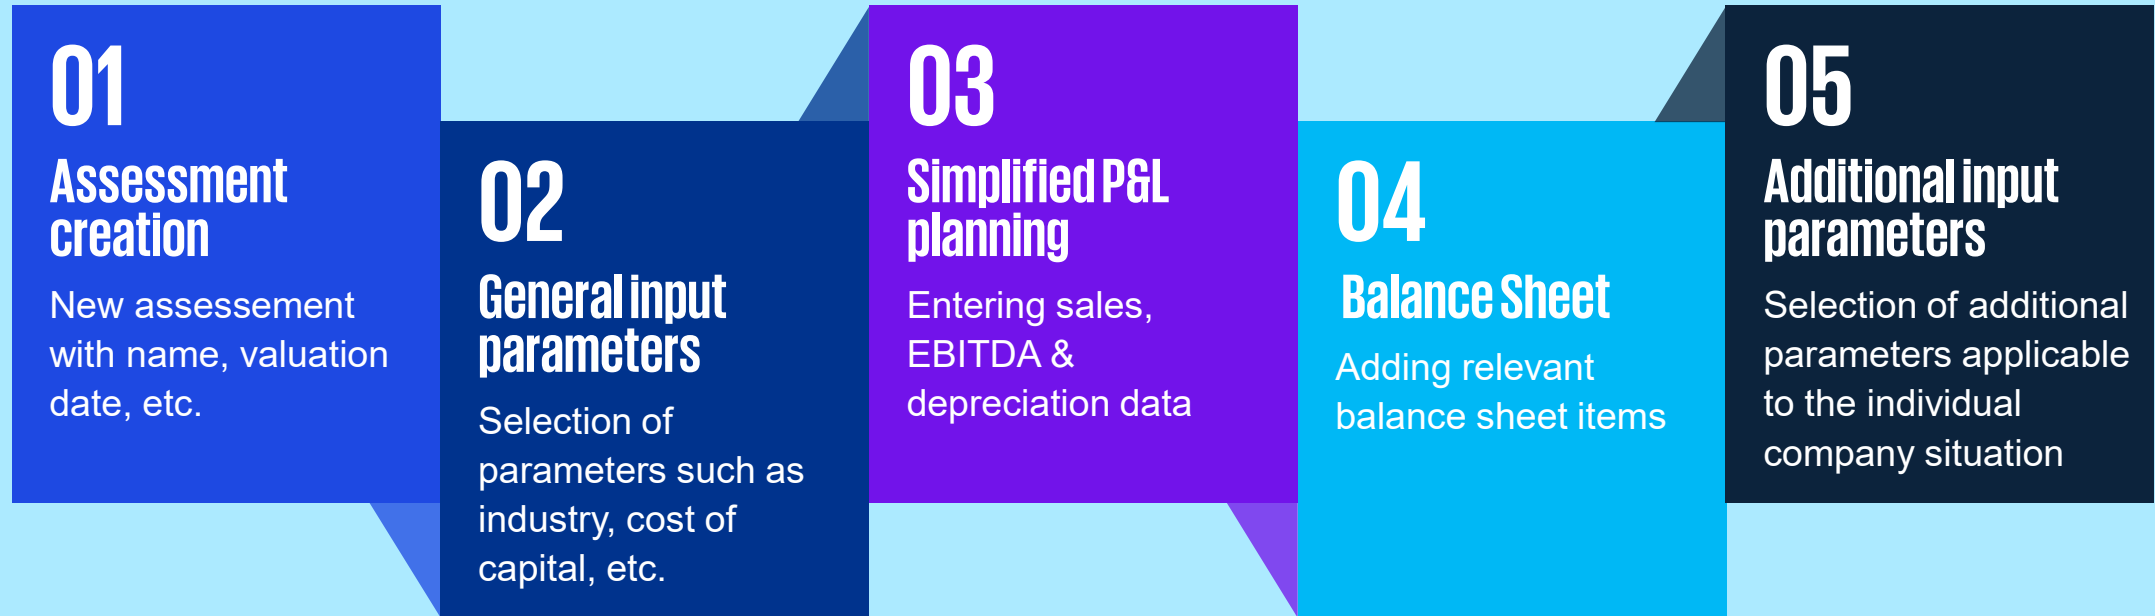 01
Assessment
creation
New assessement
with name, valuation
date, etc.
02
General input
parameters
Selection of
parameters such as
industry, cost of
capital, etc.
03
Simplified P&L
planning
Entering sales,
EBITDA &
depreciation data
04
Balance Sheet
Adding relevant
balance sheet items
05
Additional input
parameters
Selection of additional
parameters applicable
to the individual
company situation